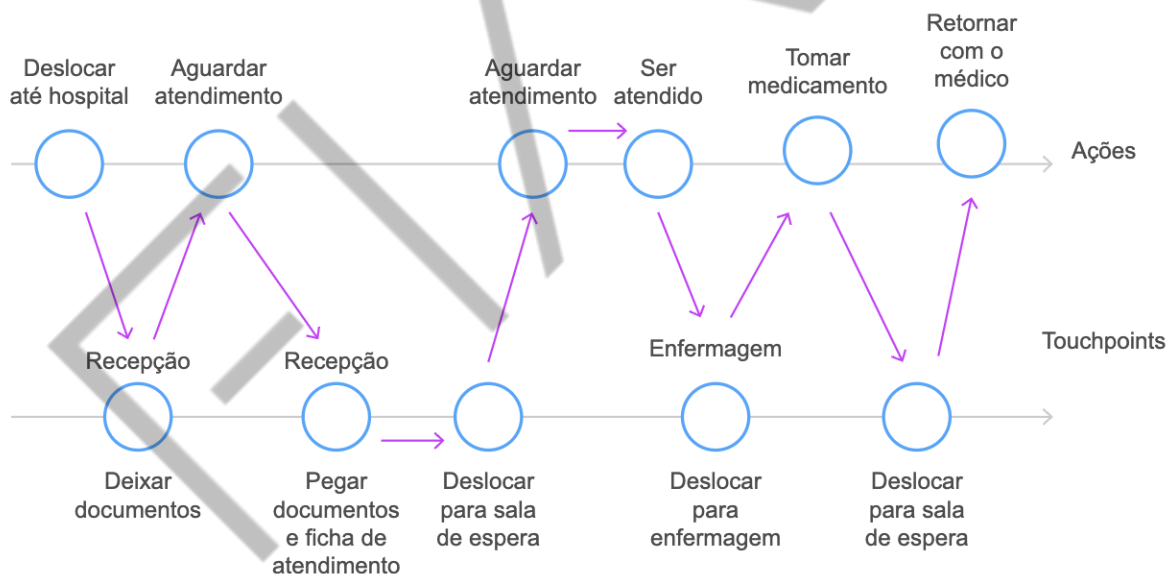 Deslocar
até hospital
Aguardar
atendimento
Aguardar
atendimento
Ser
atendido
Tomar
medicamento
Retornar
com o
médico
Ações
Recepção
Recepção
Enfermagem
Touchpoints
Deixar
documentos
Pegar
documentos
e ficha de
atendimento
Deslocar
para sala
de espera
Deslocar
para
enfermagem
Deslocar
para sala
de espera